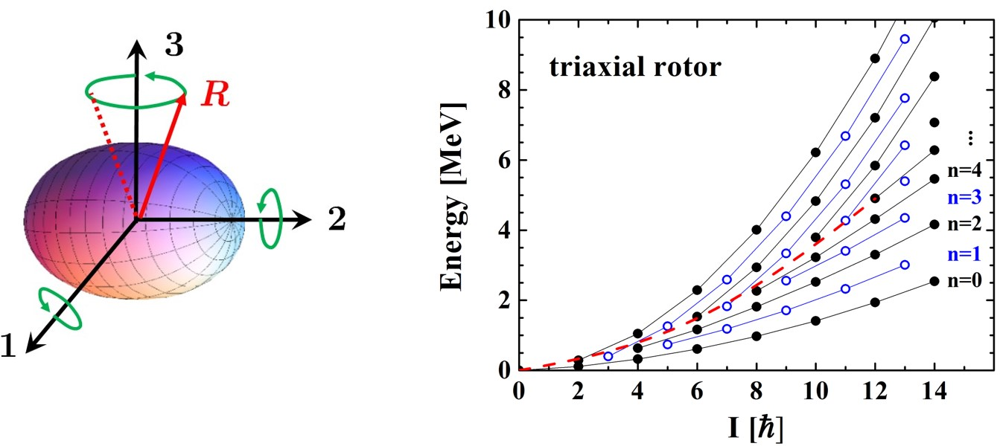 3
R
2
1
triaxial rotor
Energy [MeV]
10
8
6
4
2
0
...
n=4
n=3
n=2
n=1
n=0
0 2 4 6 8 10 12 14
I [ℏ]